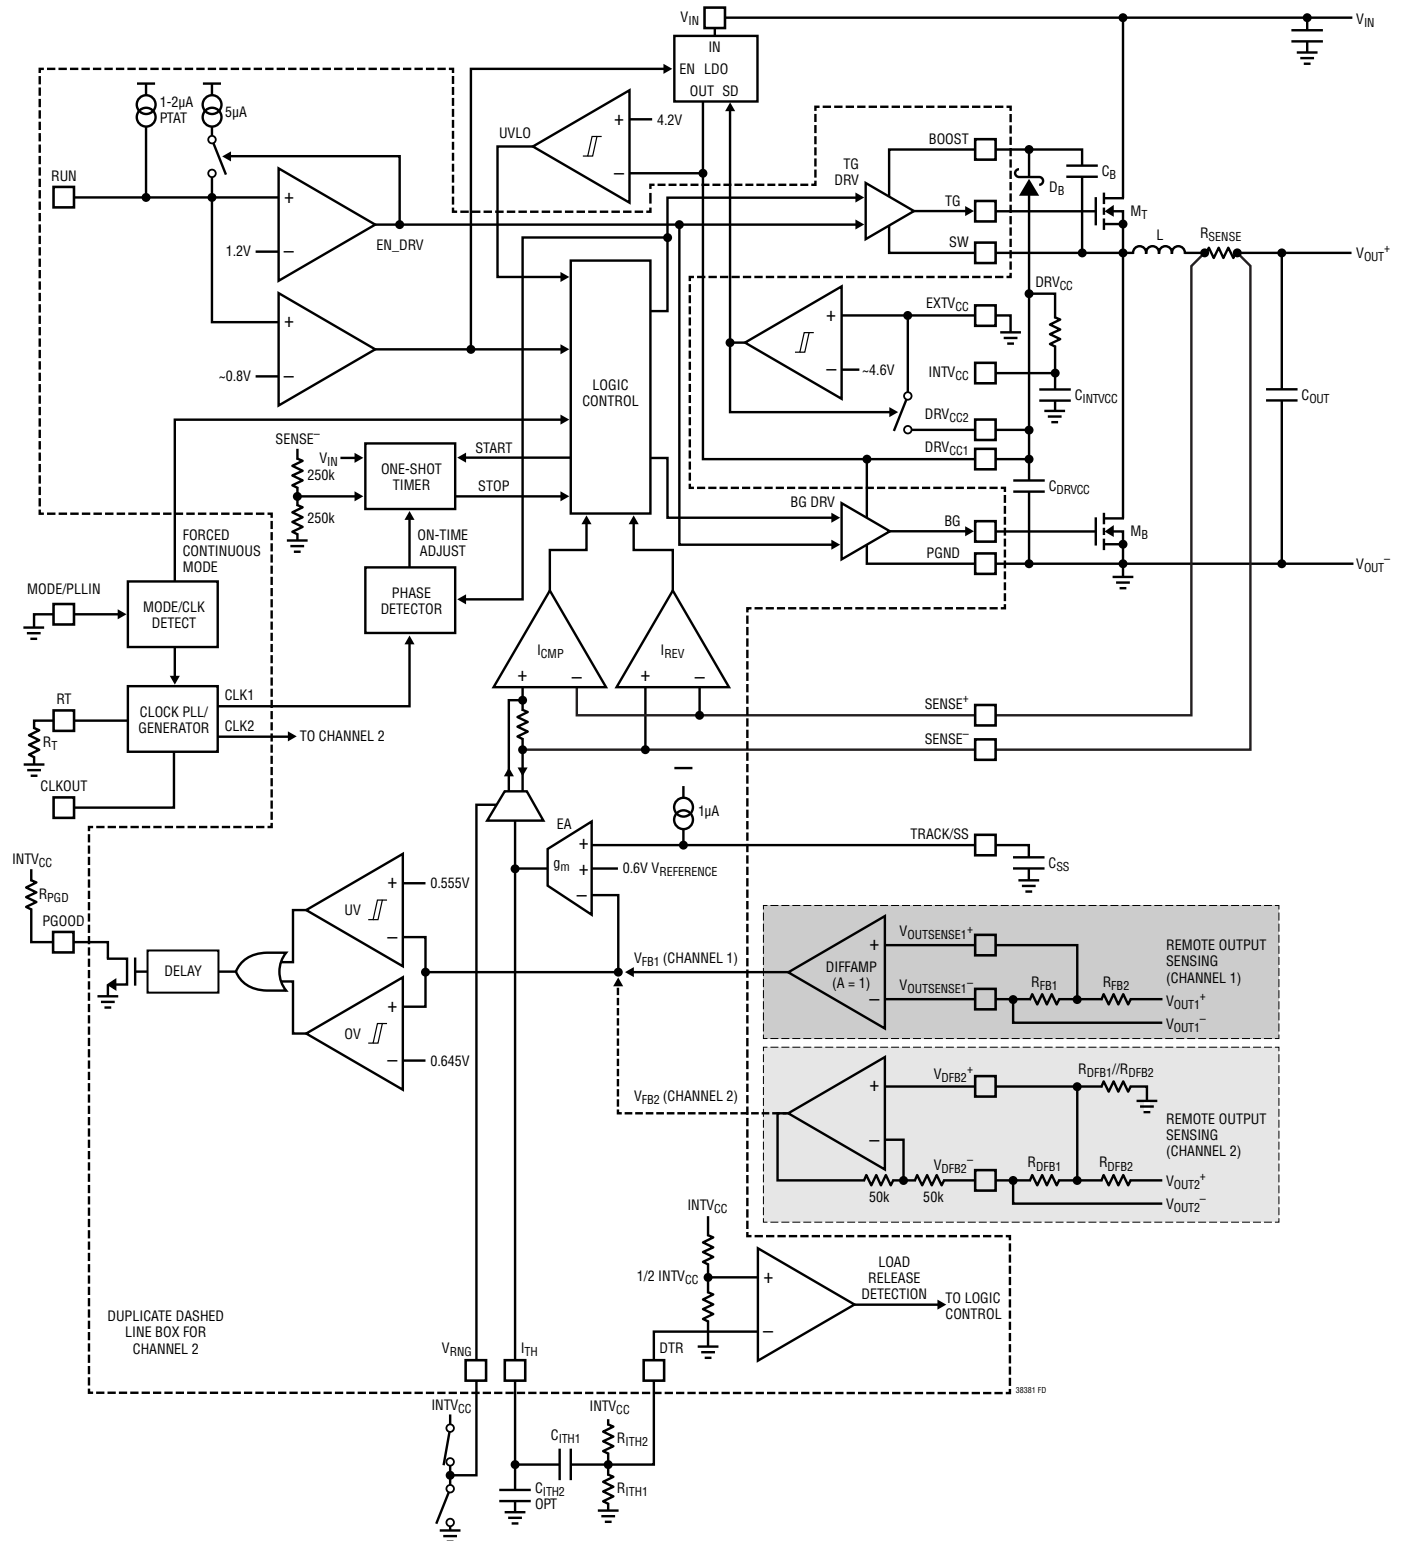 VIN
VIN
IN
EN LDO
OUT SD
1-2µA
PTAT
5µA
UVLO
+
4.2V
−
RUN
+
1.2V
−
EN_DRV
+
~0.8V
−
TG
DRV
BOOST
TG
SW
DB
CB
MT
L
RSENSE
VOUT+
DRVCC
EXTVCC
+
~4.6V
−
INTVCC
CINTVCC
COUT
DRVCC2
DRVCC1
CDRVCC
LOGIC
CONTROL
SENSE−
VIN
250k
250k
ONE-SHOT
TIMER
START
STOP
BG DRV
BG
PGND
MB
VOUT−
FORCED
CONTINUOUS
MODE
ON-TIME
ADJUST
MODE/PLLIN
MODE/CLK
DETECT
PHASE
DETECTOR
ICMP
+
−
IREV
+
−
RT
RT
CLOCK PLL/
GENERATOR
CLK1
CLK2
TO CHANNEL 2
CLKOUT
SENSE+
SENSE−
1µA
EA
gm
+
+
−
0.6V VREFERENCE
TRACK/SS
CSS
INTVCC
RPGD
PGOOD
DELAY
UV
+
−
0.555V
OV
+
−
0.645V
VFB1 (CHANNEL 1)
DIFFAMP
(A = 1)
+
−
VOUTSENSE1+
VOUTSENSE1−
RFB1
RFB2
REMOTE OUTPUT
SENSING
(CHANNEL 1)
VOUT1+
VOUT1−
VFB2 (CHANNEL 2)
+
−
VDFB2+
VDFB2−
50k
50k
RDFB1//RDFB2
REMOTE OUTPUT
SENSING
(CHANNEL 2)
RDFB1
RDFB2
VOUT2+
VOUT2−
INTVCC
1/2 INTVCC
+
−
LOAD
RELEASE
DETECTION
TO LOGIC
CONTROL
DUPLICATE DASHED
LINE BOX FOR
CHANNEL 2
VRNG
ITH
DTR
38381 FD
INTVCC
CITH1
CITH2
OPT
INTVCC
RITH2
RITH1